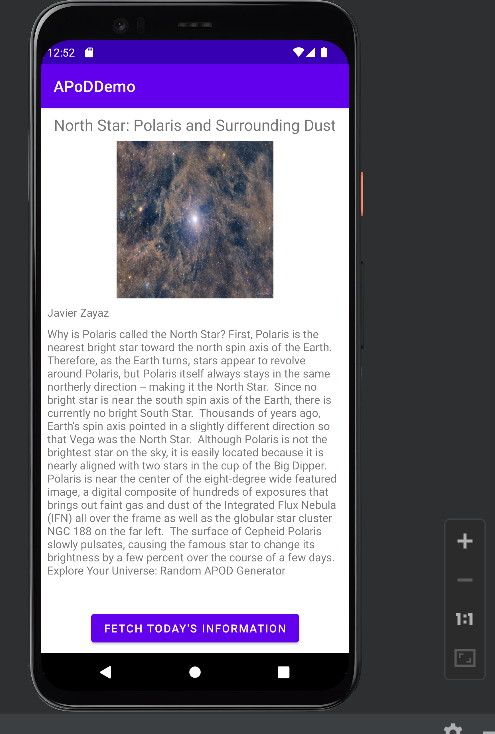 12:52
APoDDemo
North Star: Polaris and Surrounding Dust
Javier Zayaz
Why is Polaris called the North Star? First, Polaris is the
nearest bright star toward the north spin axis of the Earth.
Therefore, as the Earth turns, stars appear to revolve
around Polaris, but Polaris itself always stays in the same
northerly direction -- making it the North Star.  Since no
bright star is near the south spin axis of the Earth, there is
currently no bright South Star.  Thousands of years ago,
Earth's spin axis pointed in a slightly different direction so
that Vega was the North Star.  Although Polaris is not the
brightest star on the sky, it is easily located because it is
nearly aligned with two stars in the cup of the Big Dipper.
Polaris is near the center of the eight-degree wide featured
image, a digital composite of hundreds of exposures that
brings out faint gas and dust of the Integrated Flux Nebula
(IFN) all over the frame as well as the globular star cluster
NGC 188 on the far left.  The surface of Cepheid Polaris
slowly pulsates, causing the famous star to change its
brightness by a few percent over the course of a few days.
Explore Your Universe: Random APOD Generator
FETCH TODAY'S INFORMATION
1:1